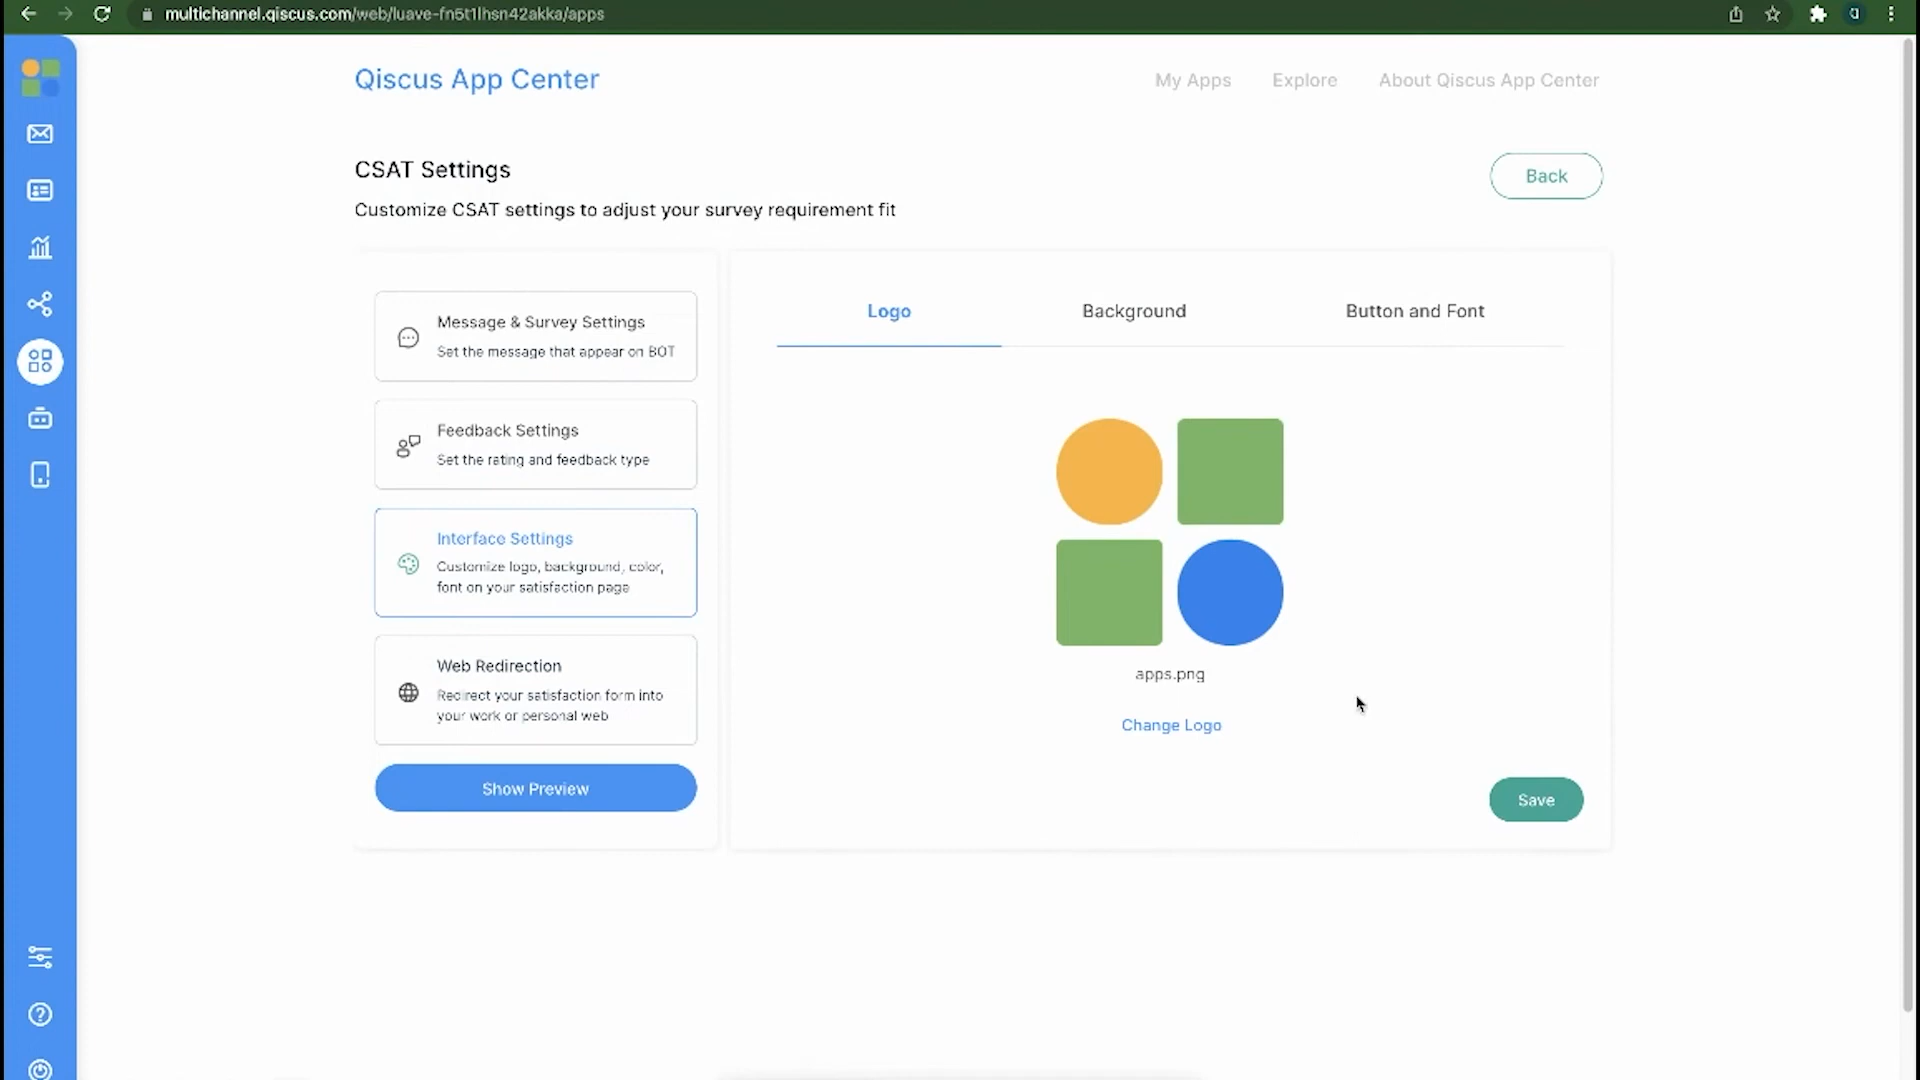 multichannel.qiscus.com/web/luave-fn5t1lhsn42akka/apps
Qiscus App Center
My Apps
Explore
About Qiscus App Center
CSAT Settings
Customize CSAT settings to adjust your survey requirement fit
Back
Message & Survey Settings
Set the message that appear on BOT
Feedback Settings
Set the rating and feedback type
Interface Settings
Customize logo, background, color,
font on your satisfaction page
Web Redirection
Redirect your satisfaction form into
your work or personal web
Show Preview
Logo
Background
Button and Font
apps.png
Change Logo
Save